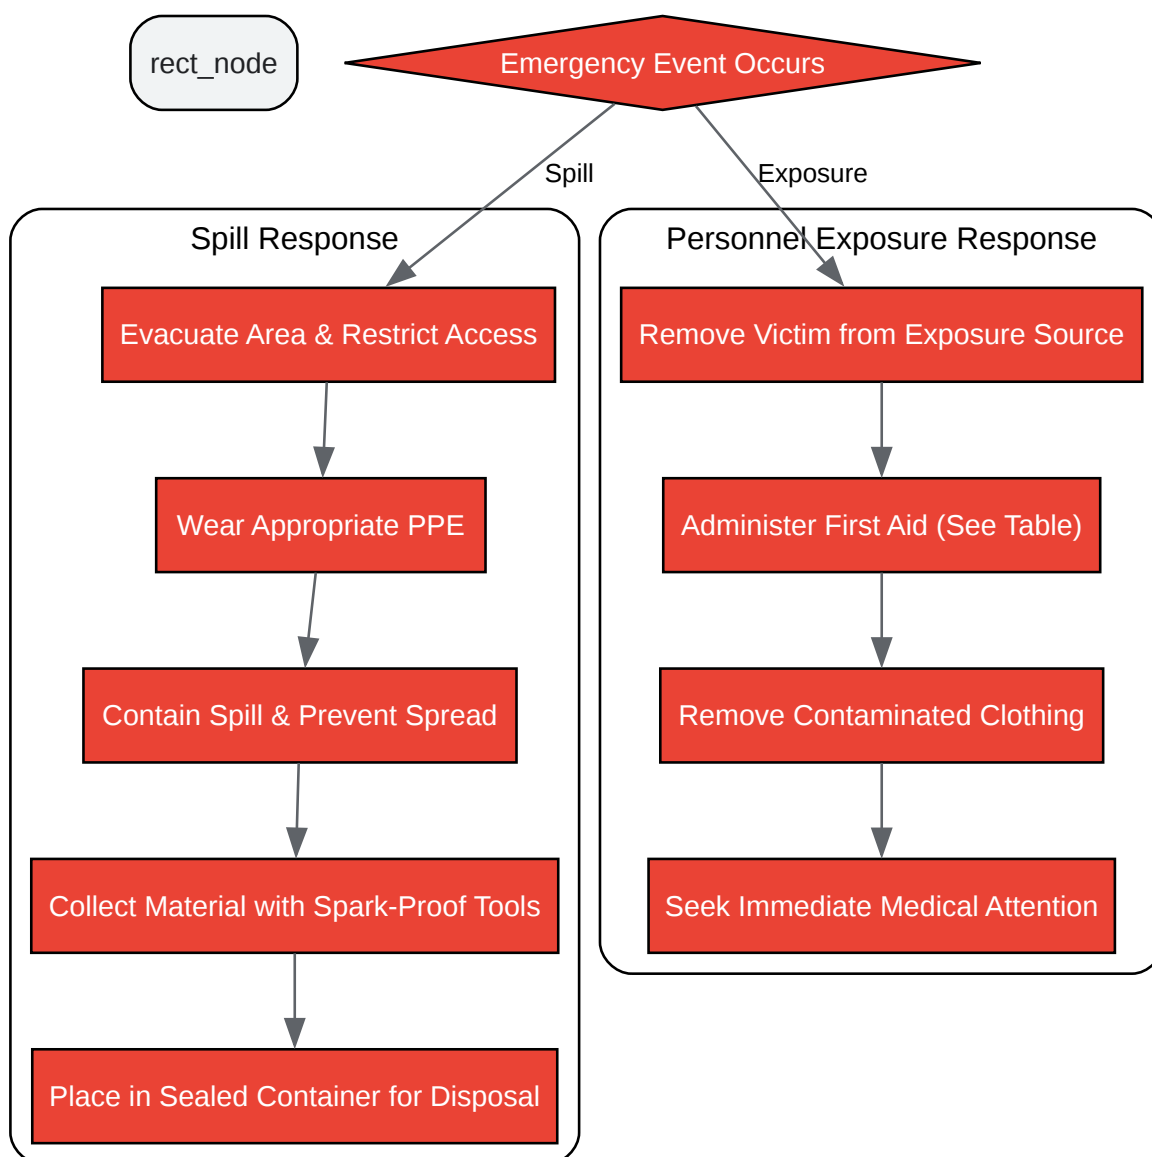 rect_node
Emergency Event Occurs
Spill
Exposure
Spill Response
Evacuate Area & Restrict Access
Wear Appropriate PPE
Contain Spill & Prevent Spread
Collect Material with Spark-Proof Tools
Place in Sealed Container for Disposal
Personnel Exposure Response
Remove Victim from Exposure Source
Administer First Aid (See Table)
Remove Contaminated Clothing
Seek Immediate Medical Attention